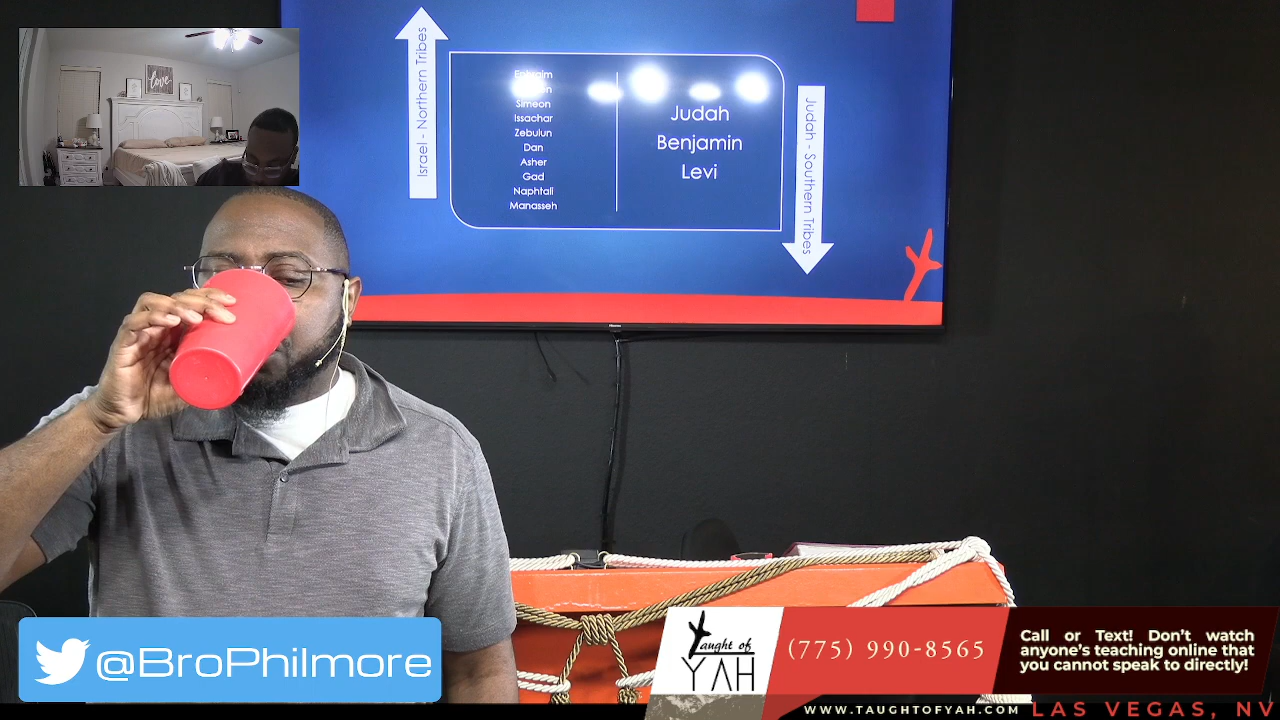 love
Israel - Northern Tribes
Ephraim
Simeon
Issachar
Zebulun
Dan
Asher
Gad
Naphtali
Manasseh
Judah
Benjamin
Levi
Judah - Southern Tribes
Hisense
@BroPhilmore
Taught of
YAH
(775) 990-8565
Call or Text! Don't watch
anyone's teaching online that
you cannot speak to directly!
WWW.TAUGHTOFYAH.COM
LAS VEGAS, NV